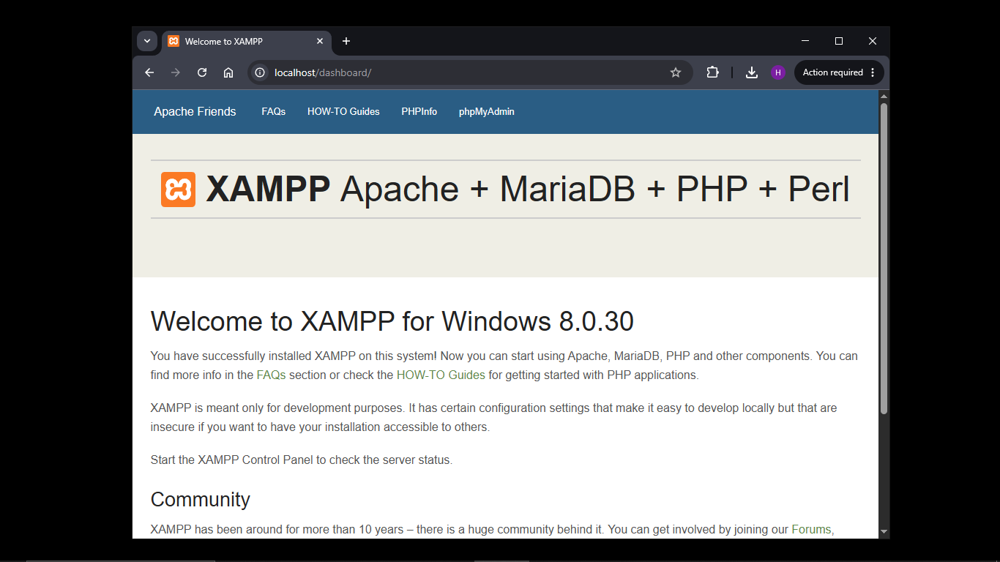 Welcome to XAMPP
localhost/dashboard/
H
Action required
Apache Friends FAQs HOW-TO Guides PHPInfo phpMyAdmin
XAMPP Apache + MariaDB + PHP + Perl
Welcome to XAMPP for Windows 8.0.30
You have successfully installed XAMPP on this system! Now you can start using Apache, MariaDB, PHP and other components. You can
find more info in the FAQs section or check the HOW-TO Guides for getting started with PHP applications.
XAMPP is meant only for development purposes. It has certain configuration settings that make it easy to develop locally but that are
insecure if you want to have your installation accessible to others.
Start the XAMPP Control Panel to check the server status.
Community
XAMPP has been around for more than 10 years – there is a huge community behind it. You can get involved by joining our Forums,